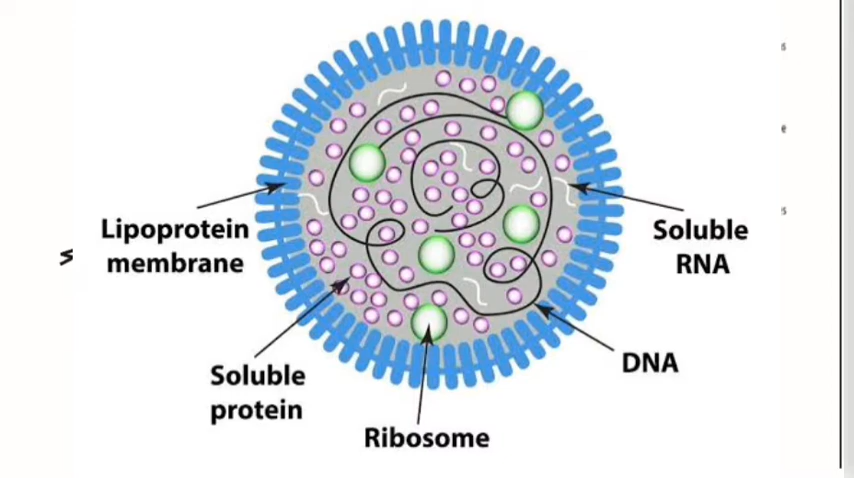 Lipoprotein
membrane
Soluble
RNA
DNA
Soluble
protein
Ribosome